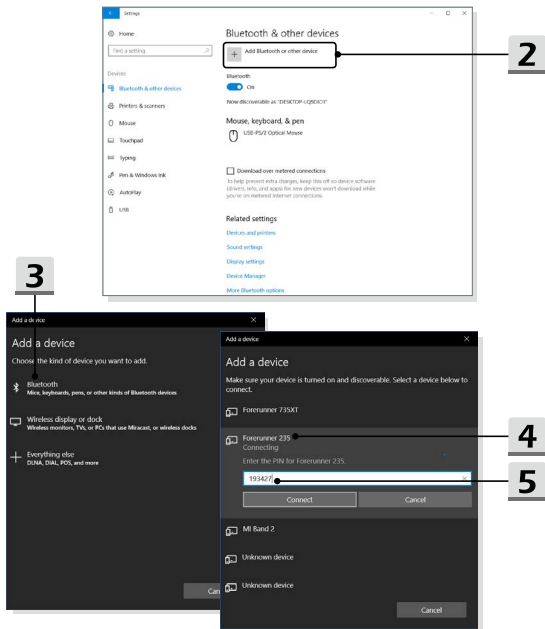 Settings
Home
Find a setting
Devices
Bluetooth & other devices
Printers & scanners
Mouse
Touchpad
Typing
Pen & Windows Ink
AutoPlay
USB
Bluetooth & other devices
Add Bluetooth or other device
2
Bluetooth
On
Now discoverable as "DESKTOP-UQ5DIOT"
Mouse, keyboard, & pen
USB-PS/2 Optical Mouse
Download over metered connections
To help prevent extra charges, keep this off so device software
(drivers, info, and apps) for new devices won't download while
you're on metered Internet connections.
Related settings
Devices and printers
Sound settings
Display settings
Device Manager
More Bluetooth options
3
Add a device
Add a device
Choose the kind of device you want to add.
Bluetooth
Mice, keyboards, pens, or other kinds of Bluetooth devices
Wireless display or dock
Wireless monitors, TVs, or PCs that use Miracast, or wireless docks
Everything else
DLNA, DIAL, POS, and more
Add a device
Add a device
Make sure your device is turned on and discoverable. Select a device below to
connect.
Forerunner 735XT
Forerunner 235
4
Connecting
Enter the PIN for Forerunner 235.
193427
5
Connect
Cancel
MI Band 2
Unknown device
Unknown device
Cancel